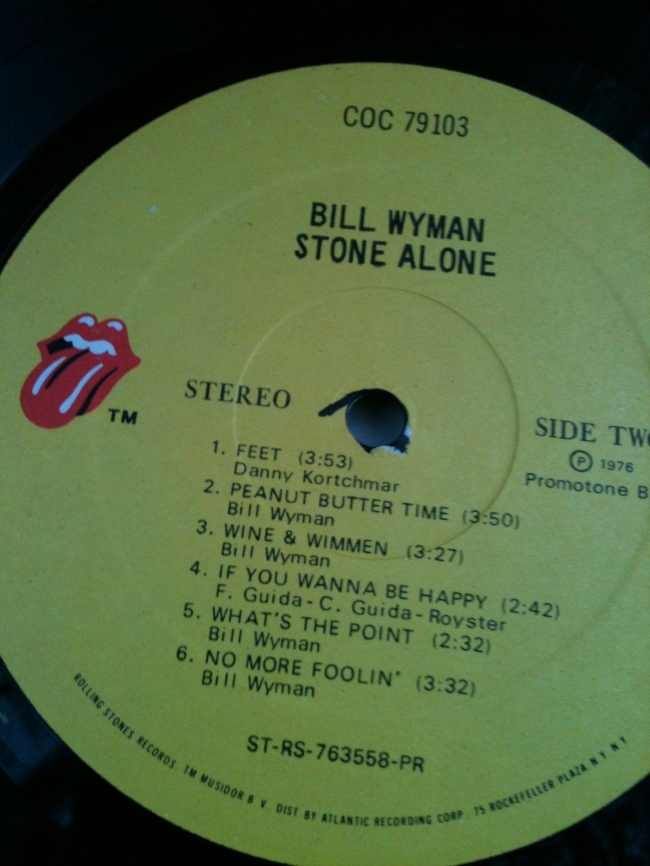 COC 79103
BILL WYMAN
STONE ALONE
TM
STEREO
SIDE TWO
Ⓟ 1976
Promotone B
1. FEET (3:53)
Danny Kortchmar
2. PEANUT BUTTER TIME (3:50)
Bill Wyman
3. WINE & WIMMEN (3:27)
Bill Wyman
4. IF YOU WANNA BE HAPPY (2:42)
F. Guida - C. Guida - Royster
5. WHAT'S THE POINT (2:32)
Bill Wyman
6. NO MORE FOOLIN' (3:32)
Bill Wyman
ST-RS-763558-PR
ROLLING STONES RECORDS. TM MUSIDOR B. V. DIST BY ATLANTIC RECORDING CORP. 75 ROCKEFELLER PLAZA N.Y. N.Y.